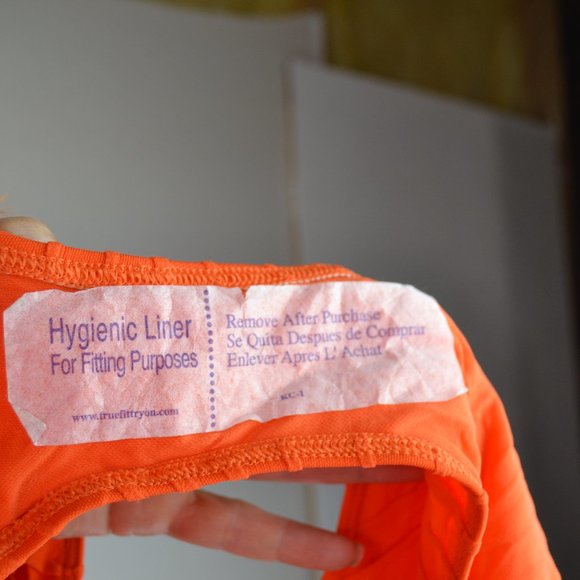 Hygienic Liner
For Fitting Purposes
www.truefittryon.com
Remove After Purchase
Se Quita Despues de Comprar
Enlever Apres L' Achat
KC-1